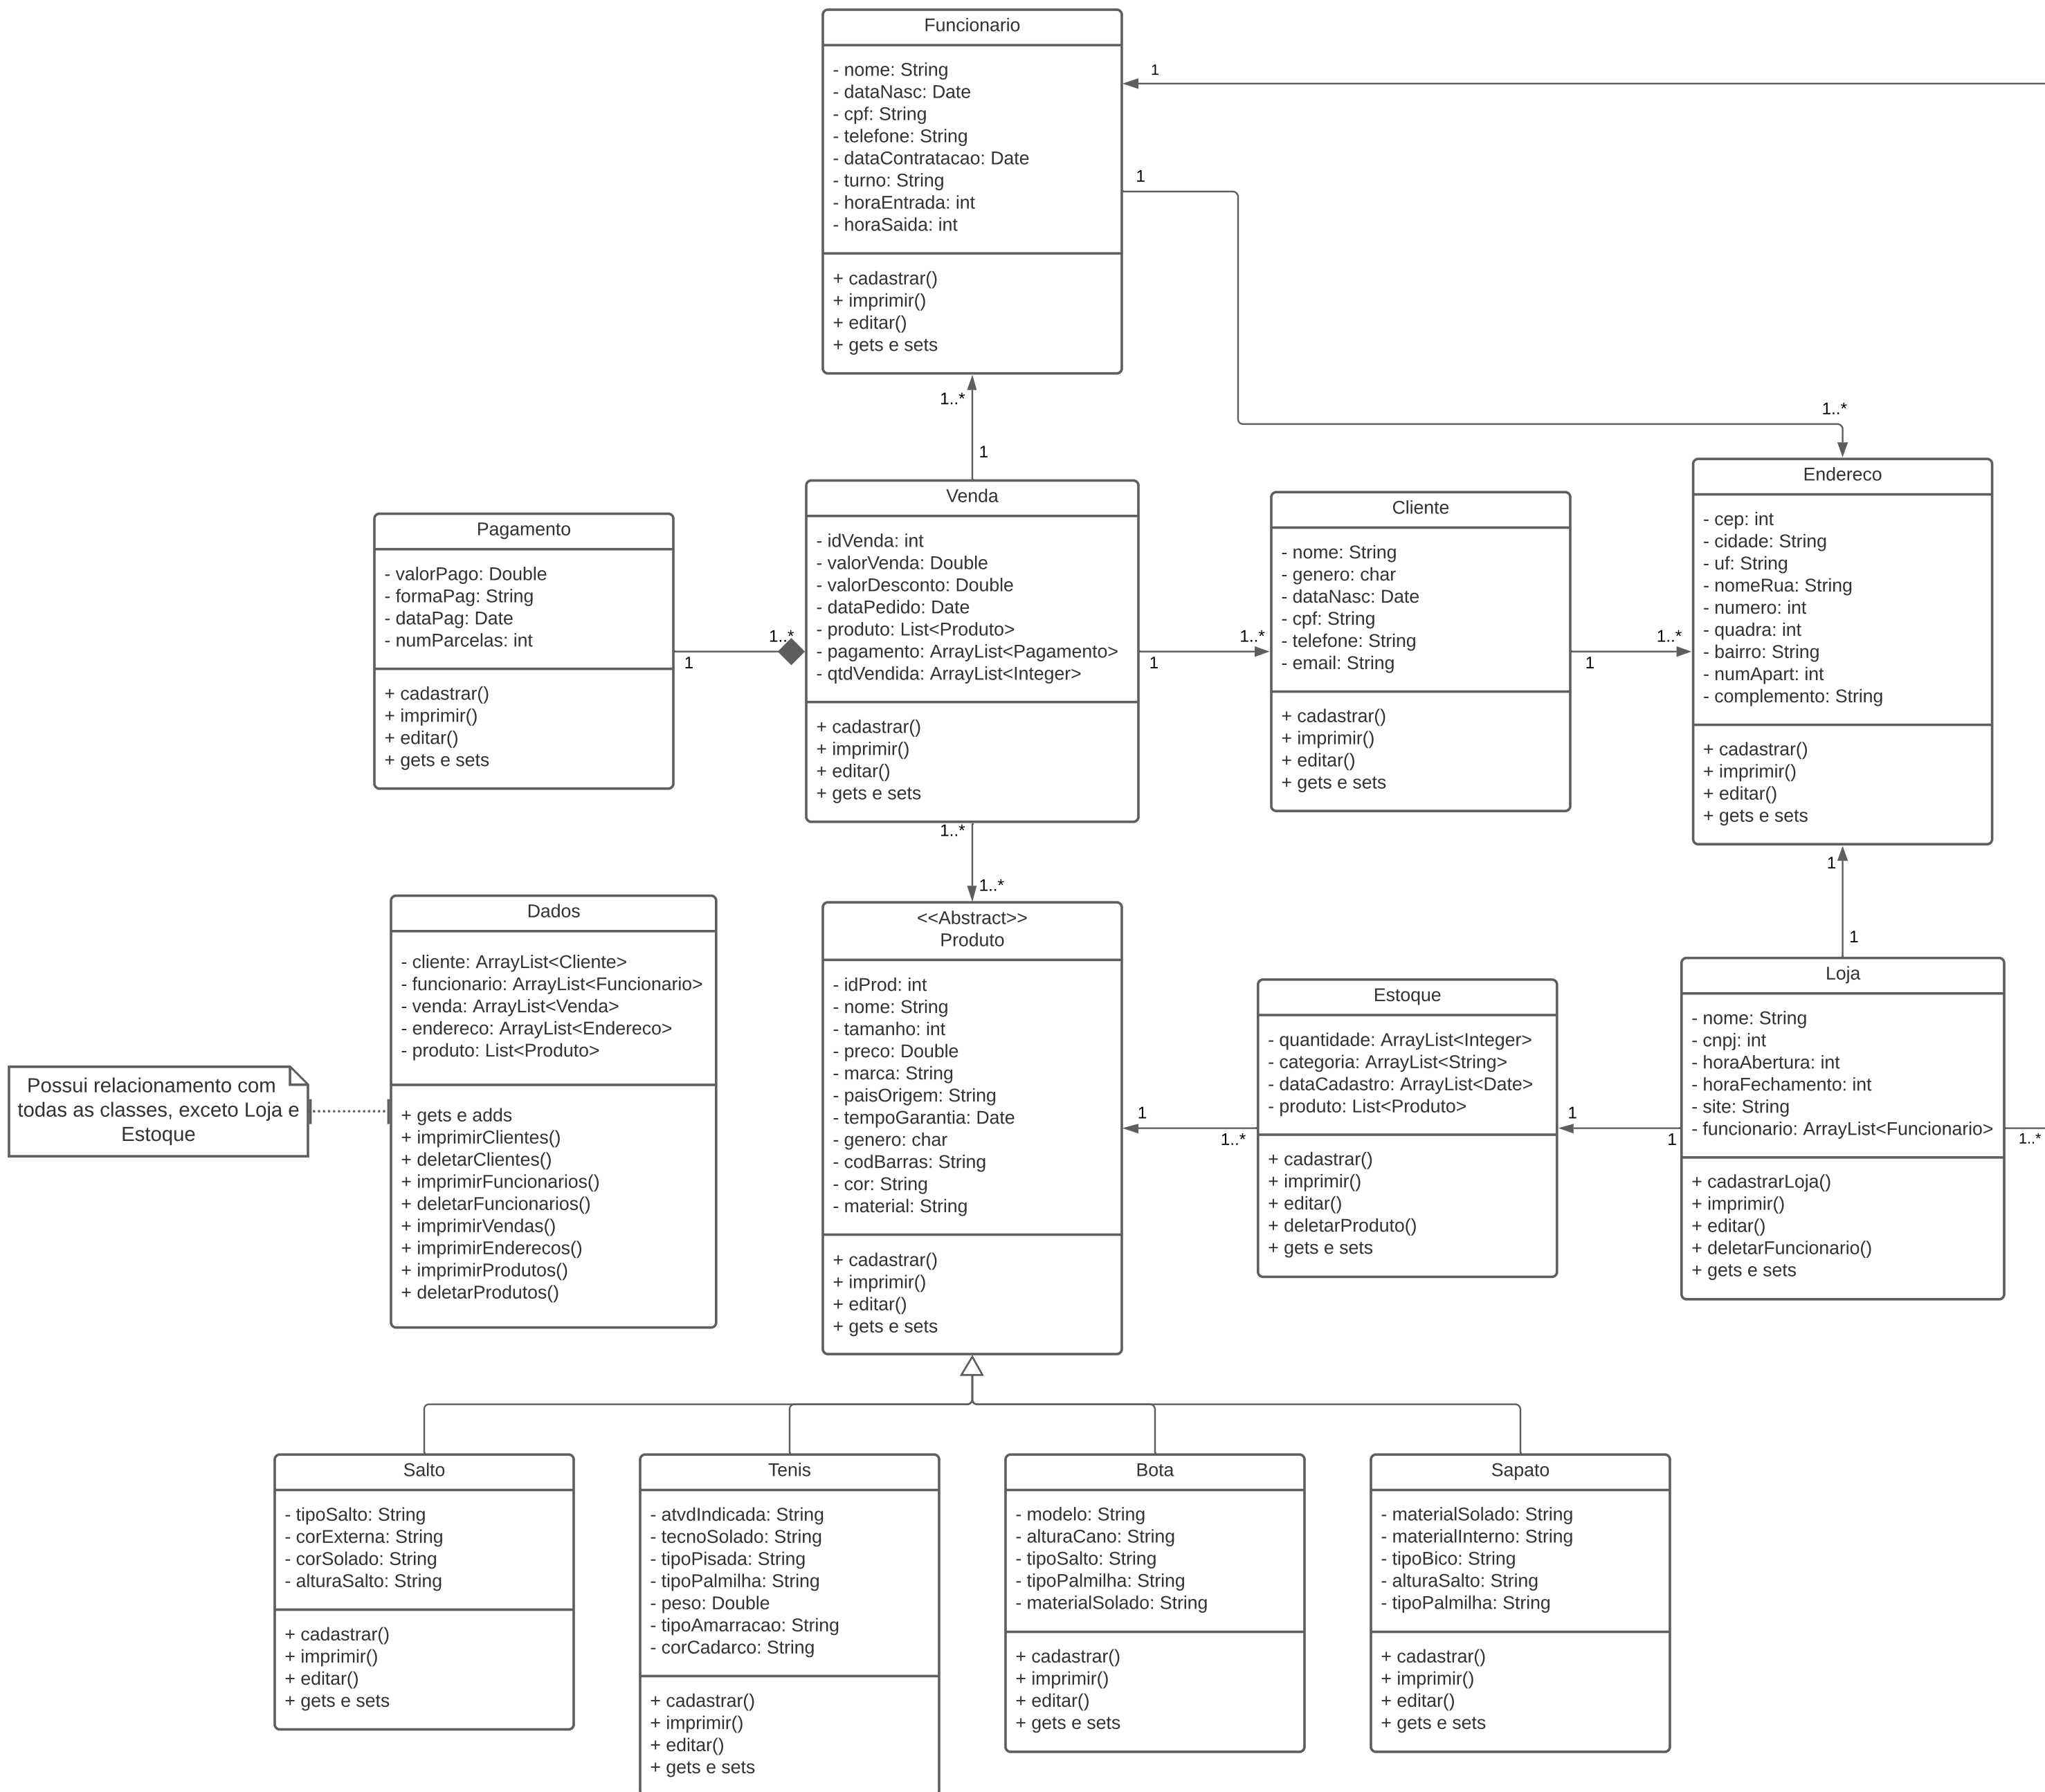 Funcionario
- nome: String
- dataNasc: Date
- cpf: String
- telefone: String
- dataContratacao: Date
- turno: String
- horaEntrada: int
- horaSaida: int
+ cadastrar()
+ imprimir()
+ editar()
+ gets e sets
1
1
1..*
1..*
1
Pagamento
- valorPago: Double
- formaPag: String
- dataPag: Date
- numParcelas: int
+ cadastrar()
+ imprimir()
+ editar()
+ gets e sets
1..*
1
Venda
- idVenda: int
- valorVenda: Double
- valorDesconto: Double
- dataPedido: Date
- produto: List<Produto>
- pagamento: ArrayList<Pagamento>
- qtdVendida: ArrayList<Integer>
+ cadastrar()
+ imprimir()
+ editar()
+ gets e sets
1..*
1
Cliente
- nome: String
- genero: char
- dataNasc: Date
- cpf: String
- telefone: String
- email: String
+ cadastrar()
+ imprimir()
+ editar()
+ gets e sets
1..*
1
Endereco
- cep: int
- cidade: String
- uf: String
- nomeRua: String
- numero: int
- quadra: int
- bairro: String
- numApart: int
- complemento: String
+ cadastrar()
+ imprimir()
+ editar()
+ gets e sets
1..*
1..*
1
1
Possui relacionamento com
todas as classes, exceto Loja e
Estoque
Dados
- cliente: ArrayList<Cliente>
- funcionario: ArrayList<Funcionario>
- venda: ArrayList<Venda>
- endereco: ArrayList<Endereco>
- produto: List<Produto>
+ gets e adds
+ imprimirClientes()
+ deletarClientes()
+ imprimirFuncionarios()
+ deletarFuncionarios()
+ imprimirVendas()
+ imprimirEnderecos()
+ imprimirProdutos()
+ deletarProdutos()
<<Abstract>>
Produto
- idProd: int
- nome: String
- tamanho: int
- preco: Double
- marca: String
- paisOrigem: String
- tempoGarantia: Date
- genero: char
- codBarras: String
- cor: String
- material: String
+ cadastrar()
+ imprimir()
+ editar()
+ gets e sets
1
1..*
Estoque
- quantidade: ArrayList<Integer>
- categoria: ArrayList<String>
- dataCadastro: ArrayList<Date>
- produto: List<Produto>
+ cadastrar()
+ imprimir()
+ editar()
+ deletarProduto()
+ gets e sets
1
1
Loja
- nome: String
- cnpj: int
- horaAbertura: int
- horaFechamento: int
- site: String
- funcionario: ArrayList<Funcionario>
+ cadastrarLoja()
+ imprimir()
+ editar()
+ deletarFuncionario()
+ gets e sets
1..*
Salto
- tipoSalto: String
- corExterna: String
- corSolado: String
- alturaSalto: String
+ cadastrar()
+ imprimir()
+ editar()
+ gets e sets
Tenis
- atvdIndicada: String
- tecnoSolado: String
- tipoPisada: String
- tipoPalmilha: String
- peso: Double
- tipoAmarracao: String
- corCadarco: String
+ cadastrar()
+ imprimir()
+ editar()
+ gets e sets
Bota
- modelo: String
- alturaCano: String
- tipoSalto: String
- tipoPalmilha: String
- materialSolado: String
+ cadastrar()
+ imprimir()
+ editar()
+ gets e sets
Sapato
- materialSolado: String
- materialInterno: String
- tipoBico: String
- alturaSalto: String
- tipoPalmilha: String
+ cadastrar()
+ imprimir()
+ editar()
+ gets e sets